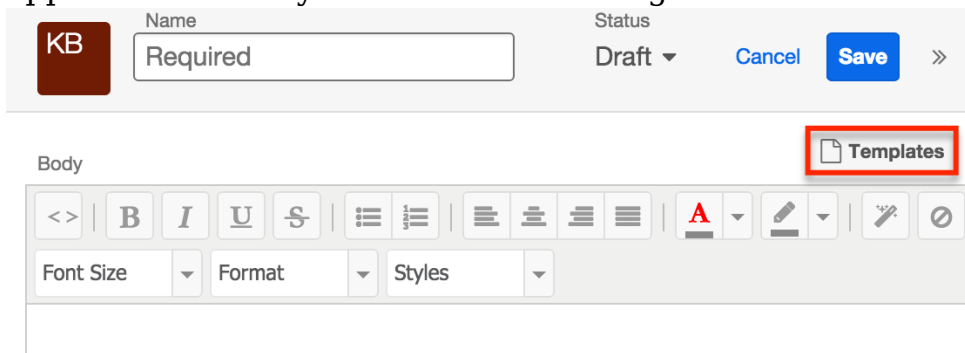 KB
Name
Required
Status
Draft
Cancel
Save
Body
Templates
B I U S A
Font Size
Format
Styles